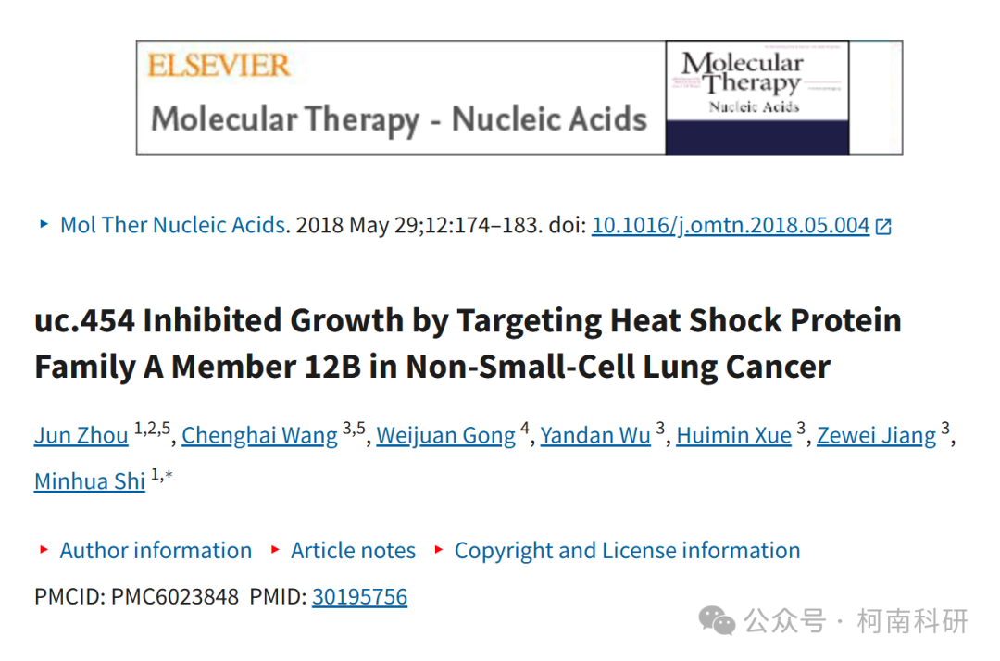 ELSEVIER
Molecular Therapy - Nucleic Acids
Molecular
Therapy
Nucleic Acids
Mol Ther Nucleic Acids. 2018 May 29;12:174–183. doi: 10.1016/j.omtn.2018.05.004
uc.454 Inhibited Growth by Targeting Heat Shock Protein
Family A Member 12B in Non-Small-Cell Lung Cancer
Jun Zhou 1,2,5, Chenghai Wang 3,5, Weijuan Gong 4, Yandan Wu 3, Huimin Xue 3, Zewei Jiang 3,
Minhua Shi 1,*
Author information Article notes Copyright and License information
PMCID: PMC6023848 PMID: 30195756
公众号 · 柯南科研